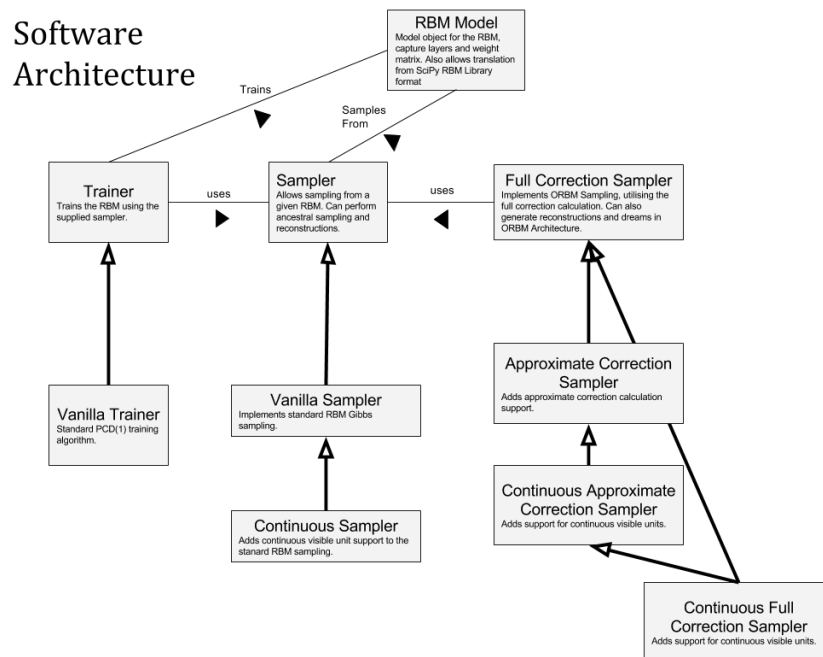 Software
Architecture
RBM Model
Model object for the RBM,
capture layers and weight
matrix. Also allows translation
from SciPy RBM Library
format
Trains
Samples
From
Trainer
Trains the RBM using the
supplied sampler.
uses
Sampler
Allows sampling from a
given RBM. Can perform
ancestral sampling and
reconstructions.
uses
Full Correction Sampler
Implements ORBM Sampling, utilising the
full correction calculation. Can also
generate reconstructions and dreams in
ORBM Architecture.
Vanilla Trainer
Standard PCD(1) training
algorithm.
Vanilla Sampler
Implements standard RBM Gibbs
sampling.
Approximate Correction
Sampler
Adds approximate correction calculation
support.
Continuous Sampler
Adds continuous visible unit support to the
stanard RBM sampling.
Continuous Approximate
Correction Sampler
Adds support for continuous visible units.
Continuous Full
Correction Sampler
Adds support for continuous visible units.